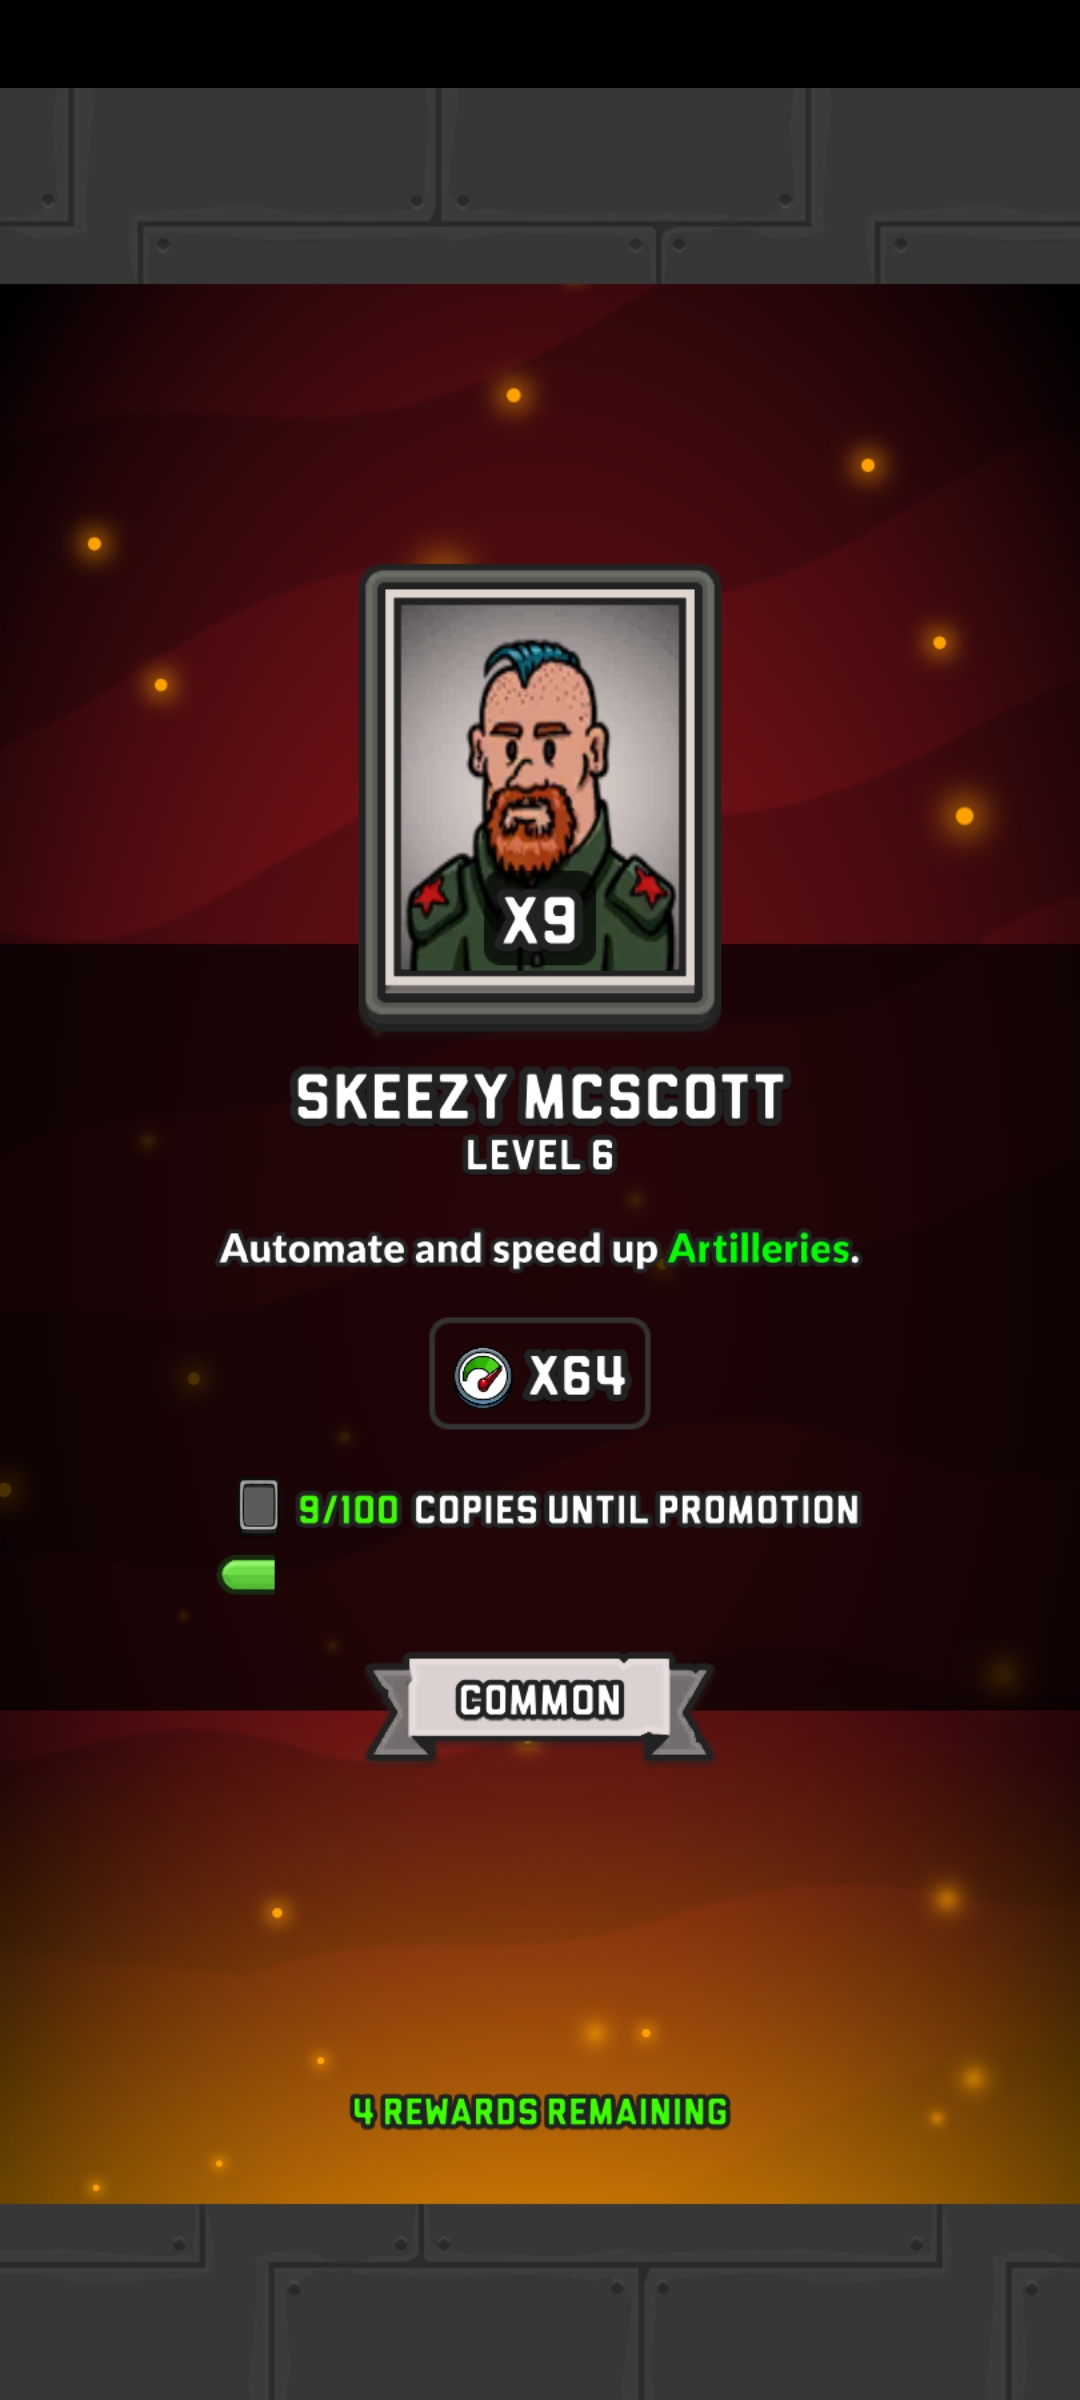 X9
SKEEZY MCSCOTT
LEVEL 6
Automate and speed up Artilleries.
X64
9/100 COPIES UNTIL PROMOTION
COMMON
4 REWARDS REMAINING